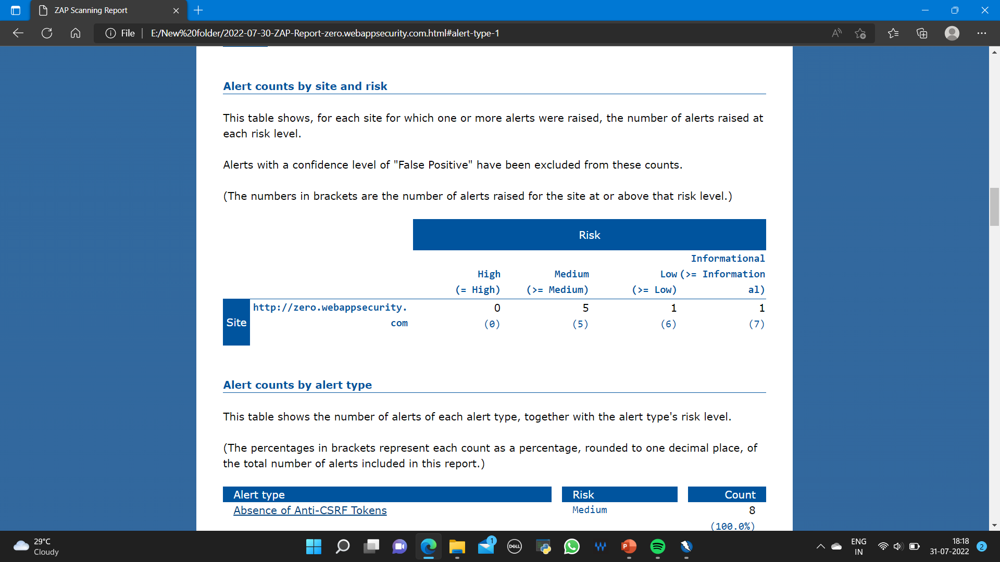 ZAP Scanning Report
File
E:/New%20folder/2022-07-30-ZAP-Report-zero.webappsecurity.com.html#alert-type-1
Alert counts by site and risk
This table shows, for each site for which one or more alerts were raised, the number of alerts raised at
each risk level.
Alerts with a confidence level of "False Positive" have been excluded from these counts.
(The numbers in brackets are the number of alerts raised for the site at or above that risk level.)
Risk
Informational
High Medium Low (>= Information
(= High) (>= Medium) (>= Low) al)
http://zero.webappsecurity. 0 5 1 1
Site com (0) (5) (6) (7)
Alert counts by alert type
This table shows the number of alerts of each alert type, together with the alert type's risk level.
(The percentages in brackets represent each count as a percentage, rounded to one decimal place, of
the total number of alerts included in this report.)
Alert type Risk Count
Absence of Anti-CSRF Tokens Medium 8
(100.0%)
29°C
Cloudy
1
DELL
W
P
ENG
IN
18:18
31-07-2022
2